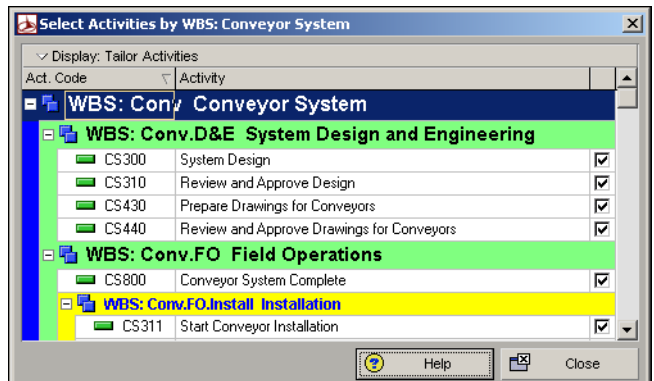 Select Activities by WBS: Conveyor System
Display: Tailor Activities
Act. Code Activity
WBS: Conv Conveyor System
WBS: Conv.D&E System Design and Engineering
CS300 System Design
CS310 Review and Approve Design
CS430 Prepare Drawings for Conveyors
CS440 Review and Approve Drawings for Conveyors
WBS: Conv.FO Field Operations
CS800 Conveyor System Complete
WBS: Conv.FO.Install Installation
CS311 Start Conveyor Installation
Help Close